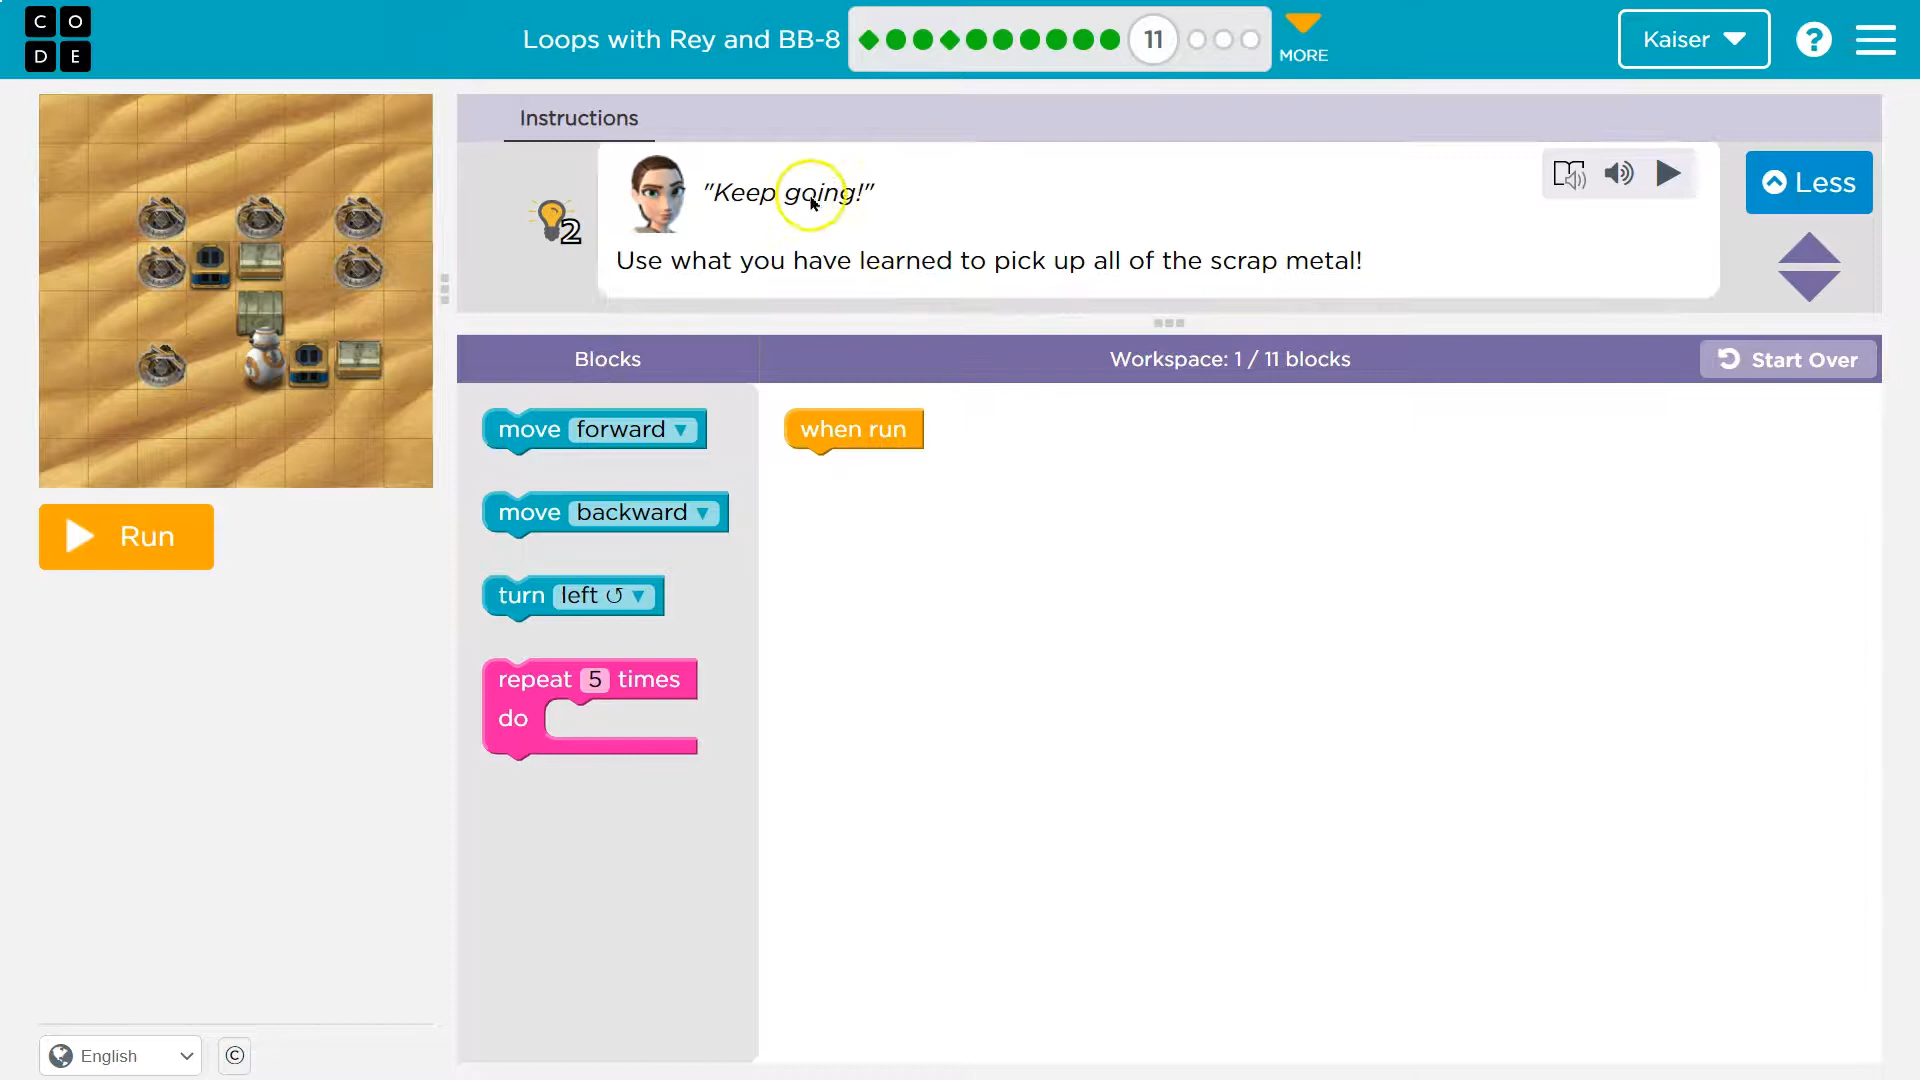 C O
D E
Loops with Rey and BB-8
11
MORE
Kaiser
?
Instructions
2
"Keep going!"
Use what you have learned to pick up all of the scrap metal!
Less
Blocks
Workspace: 1 / 11 blocks
Start Over
move forward
when run
move backward
turn left
repeat 5 times
do
Run
English
©